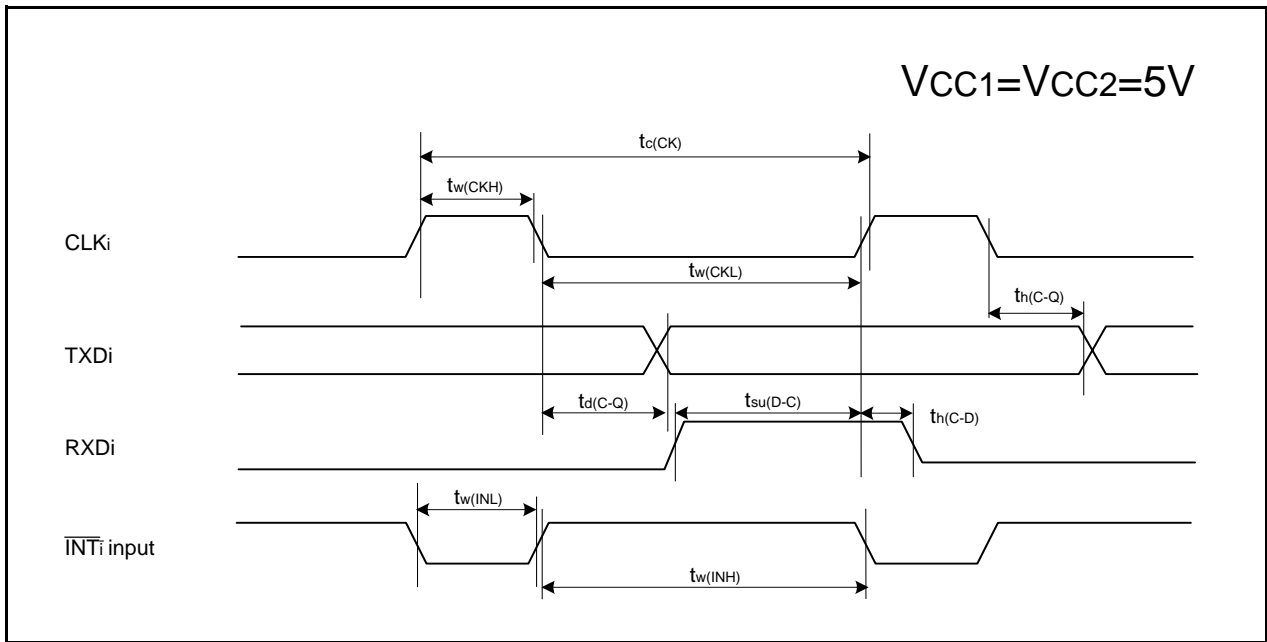 VCC1=VCC2=5V
tc(CK)
tw(CKH)
CLKi
tw(CKL)
th(C-Q)
TXDi
td(C-Q)
tsu(D-C)
th(C-D)
RXDi
tw(INL)
INTi input
tw(INH)